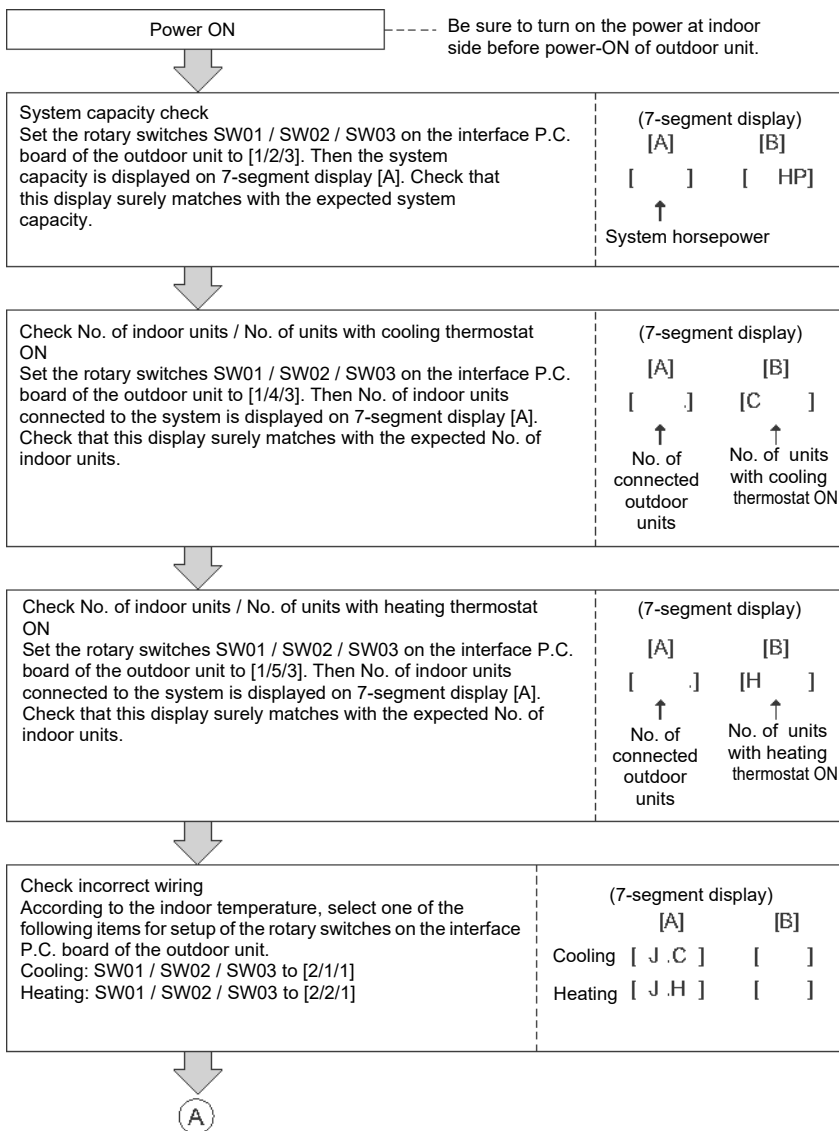 Power ON
Be sure to turn on the power at indoor
side before power-ON of outdoor unit.
System capacity check
Set the rotary switches SW01 / SW02 / SW03 on the interface P.C.
board of the outdoor unit to [1/2/3]. Then the system
capacity is displayed on 7-segment display [A]. Check that
this display surely matches with the expected system
capacity.
(7-segment display)
[A] [B]
[ ] [ HP]
System horsepower
Check No. of indoor units / No. of units with cooling thermostat
ON
Set the rotary switches SW01 / SW02 / SW03 on the interface P.C.
board of the outdoor unit to [1/4/3]. Then No. of indoor units
connected to the system is displayed on 7-segment display [A].
Check that this display surely matches with the expected No. of
indoor units.
(7-segment display)
[A] [B]
[ .] [C ]
No. of
connected
outdoor
units
No. of units
with cooling
thermostat ON
Check No. of indoor units / No. of units with heating thermostat
ON
Set the rotary switches SW01 / SW02 / SW03 on the interface P.C.
board of the outdoor unit to [1/5/3]. Then No. of indoor units
connected to the system is displayed on 7-segment display [A].
Check that this display surely matches with the expected No. of
indoor units.
(7-segment display)
[A] [B]
[ .] [H ]
No. of
connected
outdoor
units
No. of units
with heating
thermostat ON
Check incorrect wiring
According to the indoor temperature, select one of the
following items for setup of the rotary switches on the interface
P.C. board of the outdoor unit.
Cooling: SW01 / SW02 / SW03 to [2/1/1]
Heating: SW01 / SW02 / SW03 to [2/2/1]
(7-segment display)
[A] [B]
Cooling [ J .C ] [ ]
Heating [ J .H ] [ ]
A